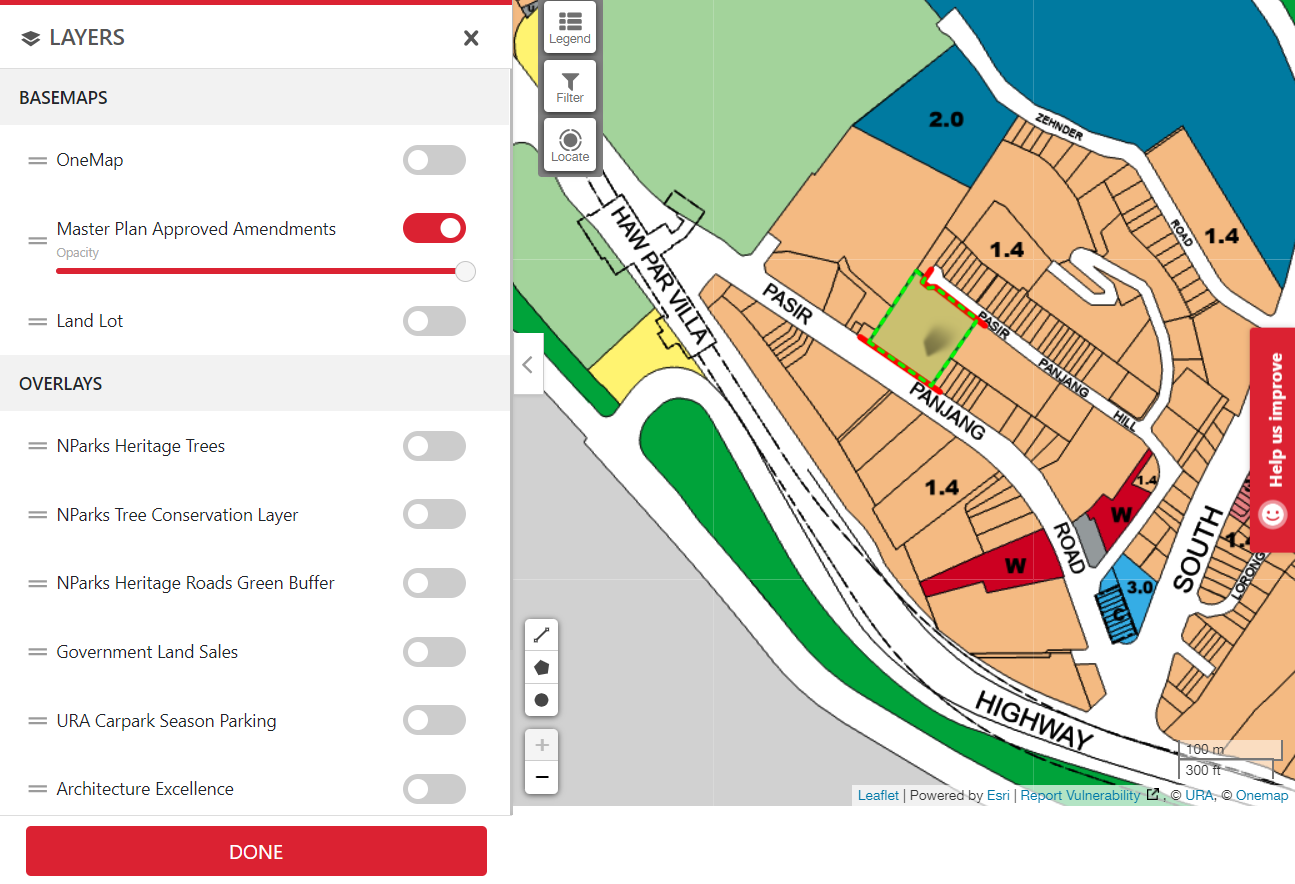 LAYERS
BASEMAPS
OneMap
Master Plan Approved Amendments
Opacity
Land Lot
OVERLAYS
NParks Heritage Trees
NParks Tree Conservation Layer
NParks Heritage Roads Green Buffer
Government Land Sales
URA Carpark Season Parking
Architecture Excellence
DONE
Legend
Filter
Locate
2.0
ZEHNDER
ROAD
1.4
1.4
HAW PAR VILLA
PASIR
PANJANG
ROAD
PASIR
PANJANG
HILL
1.4
1.4
W
W
3.0
C
SOUTH
1.4
LORONG
HIGHWAY
Help us improve
100 m
300 ft
Leaflet | Powered by Esri | Report Vulnerability , © URA, © Onemap